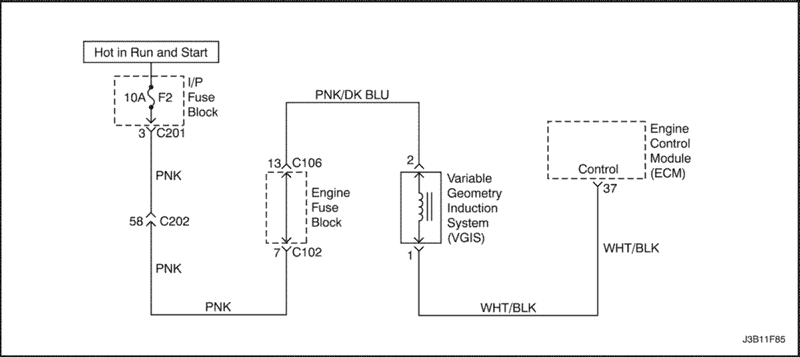 Hot in Run and Start
I/P
Fuse
Block
10A F2
3 C201
PNK
58 C202
PNK
PNK
PNK/DK BLU
13 C106
Engine
Fuse
Block
7 C102
2
Variable
Geometry
Induction
System
(VGIS)
1
WHT/BLK
Engine
Control
Module
(ECM)
Control
37
WHT/BLK
J3B11F85